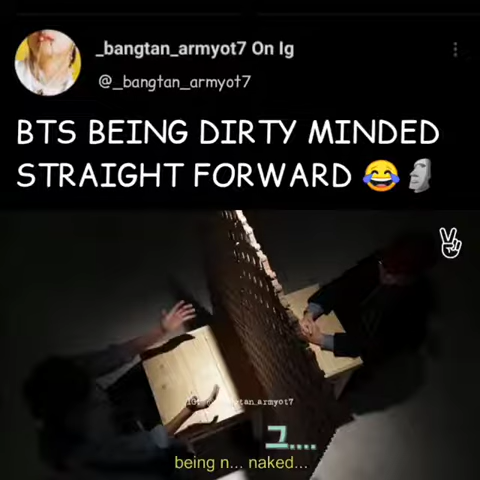 _bangtan_armyot7 On Ig
@_bangtan_armyot7
BTS BEING DIRTY MINDED
STRAIGHT FORWARD 😂🗿
tan_armyot7
그....
being n... naked...